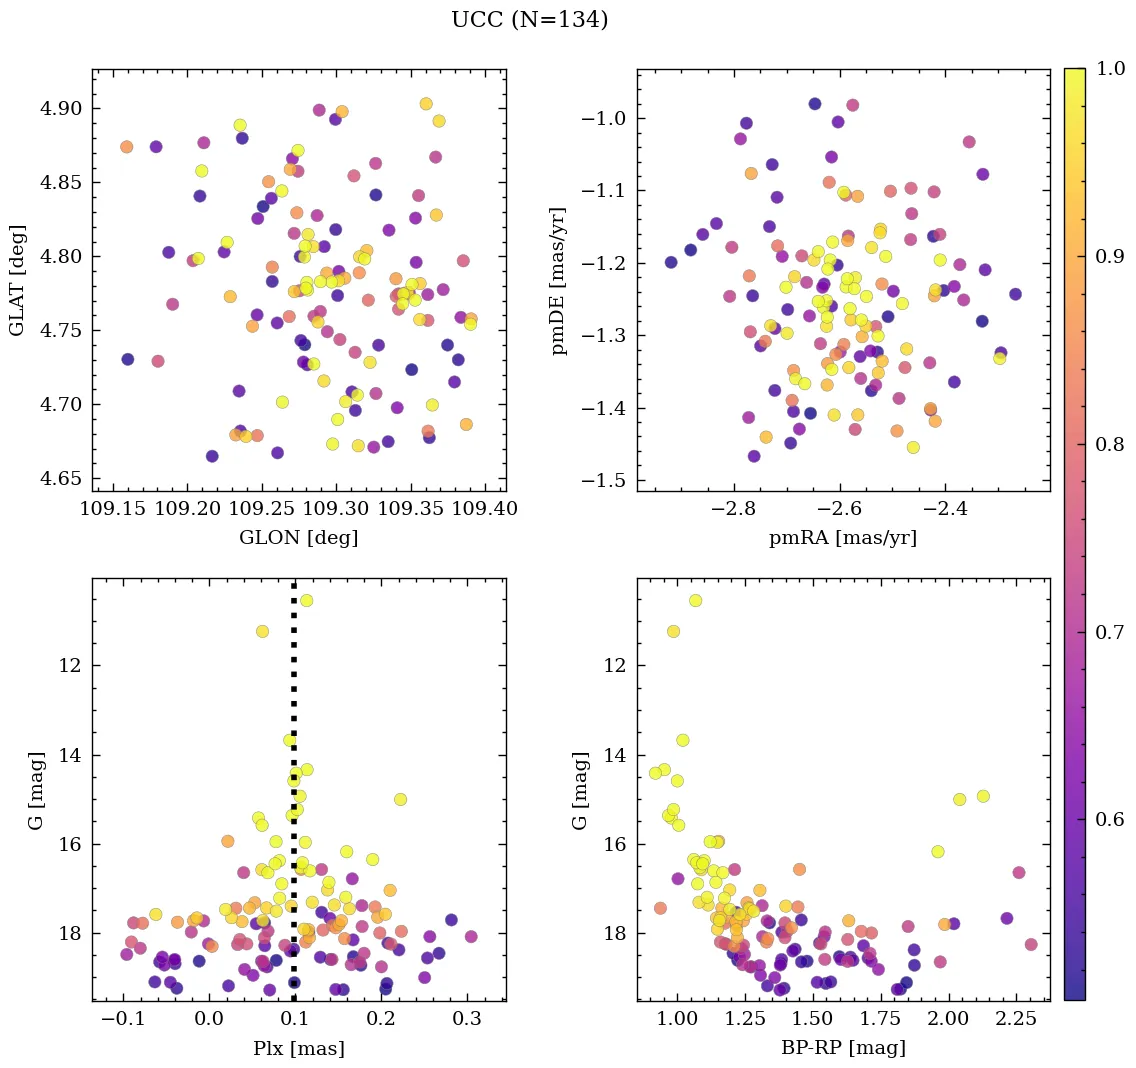 UCC (N=134)
4.90
4.85
4.80
4.75
4.70
4.65
GLAT [deg]
109.15 109.20 109.25 109.30 109.35 109.40
GLON [deg]
−1.0
−1.1
−1.2
−1.3
−1.4
−1.5
pmDE [mas/yr]
−2.8 −2.6 −2.4
pmRA [mas/yr]
1.0
0.9
0.8
0.7
0.6
12
14
16
18
G [mag]
−0.1 0.0 0.1 0.2 0.3
Plx [mas]
12
14
16
18
G [mag]
1.00 1.25 1.50 1.75 2.00 2.25
BP-RP [mag]